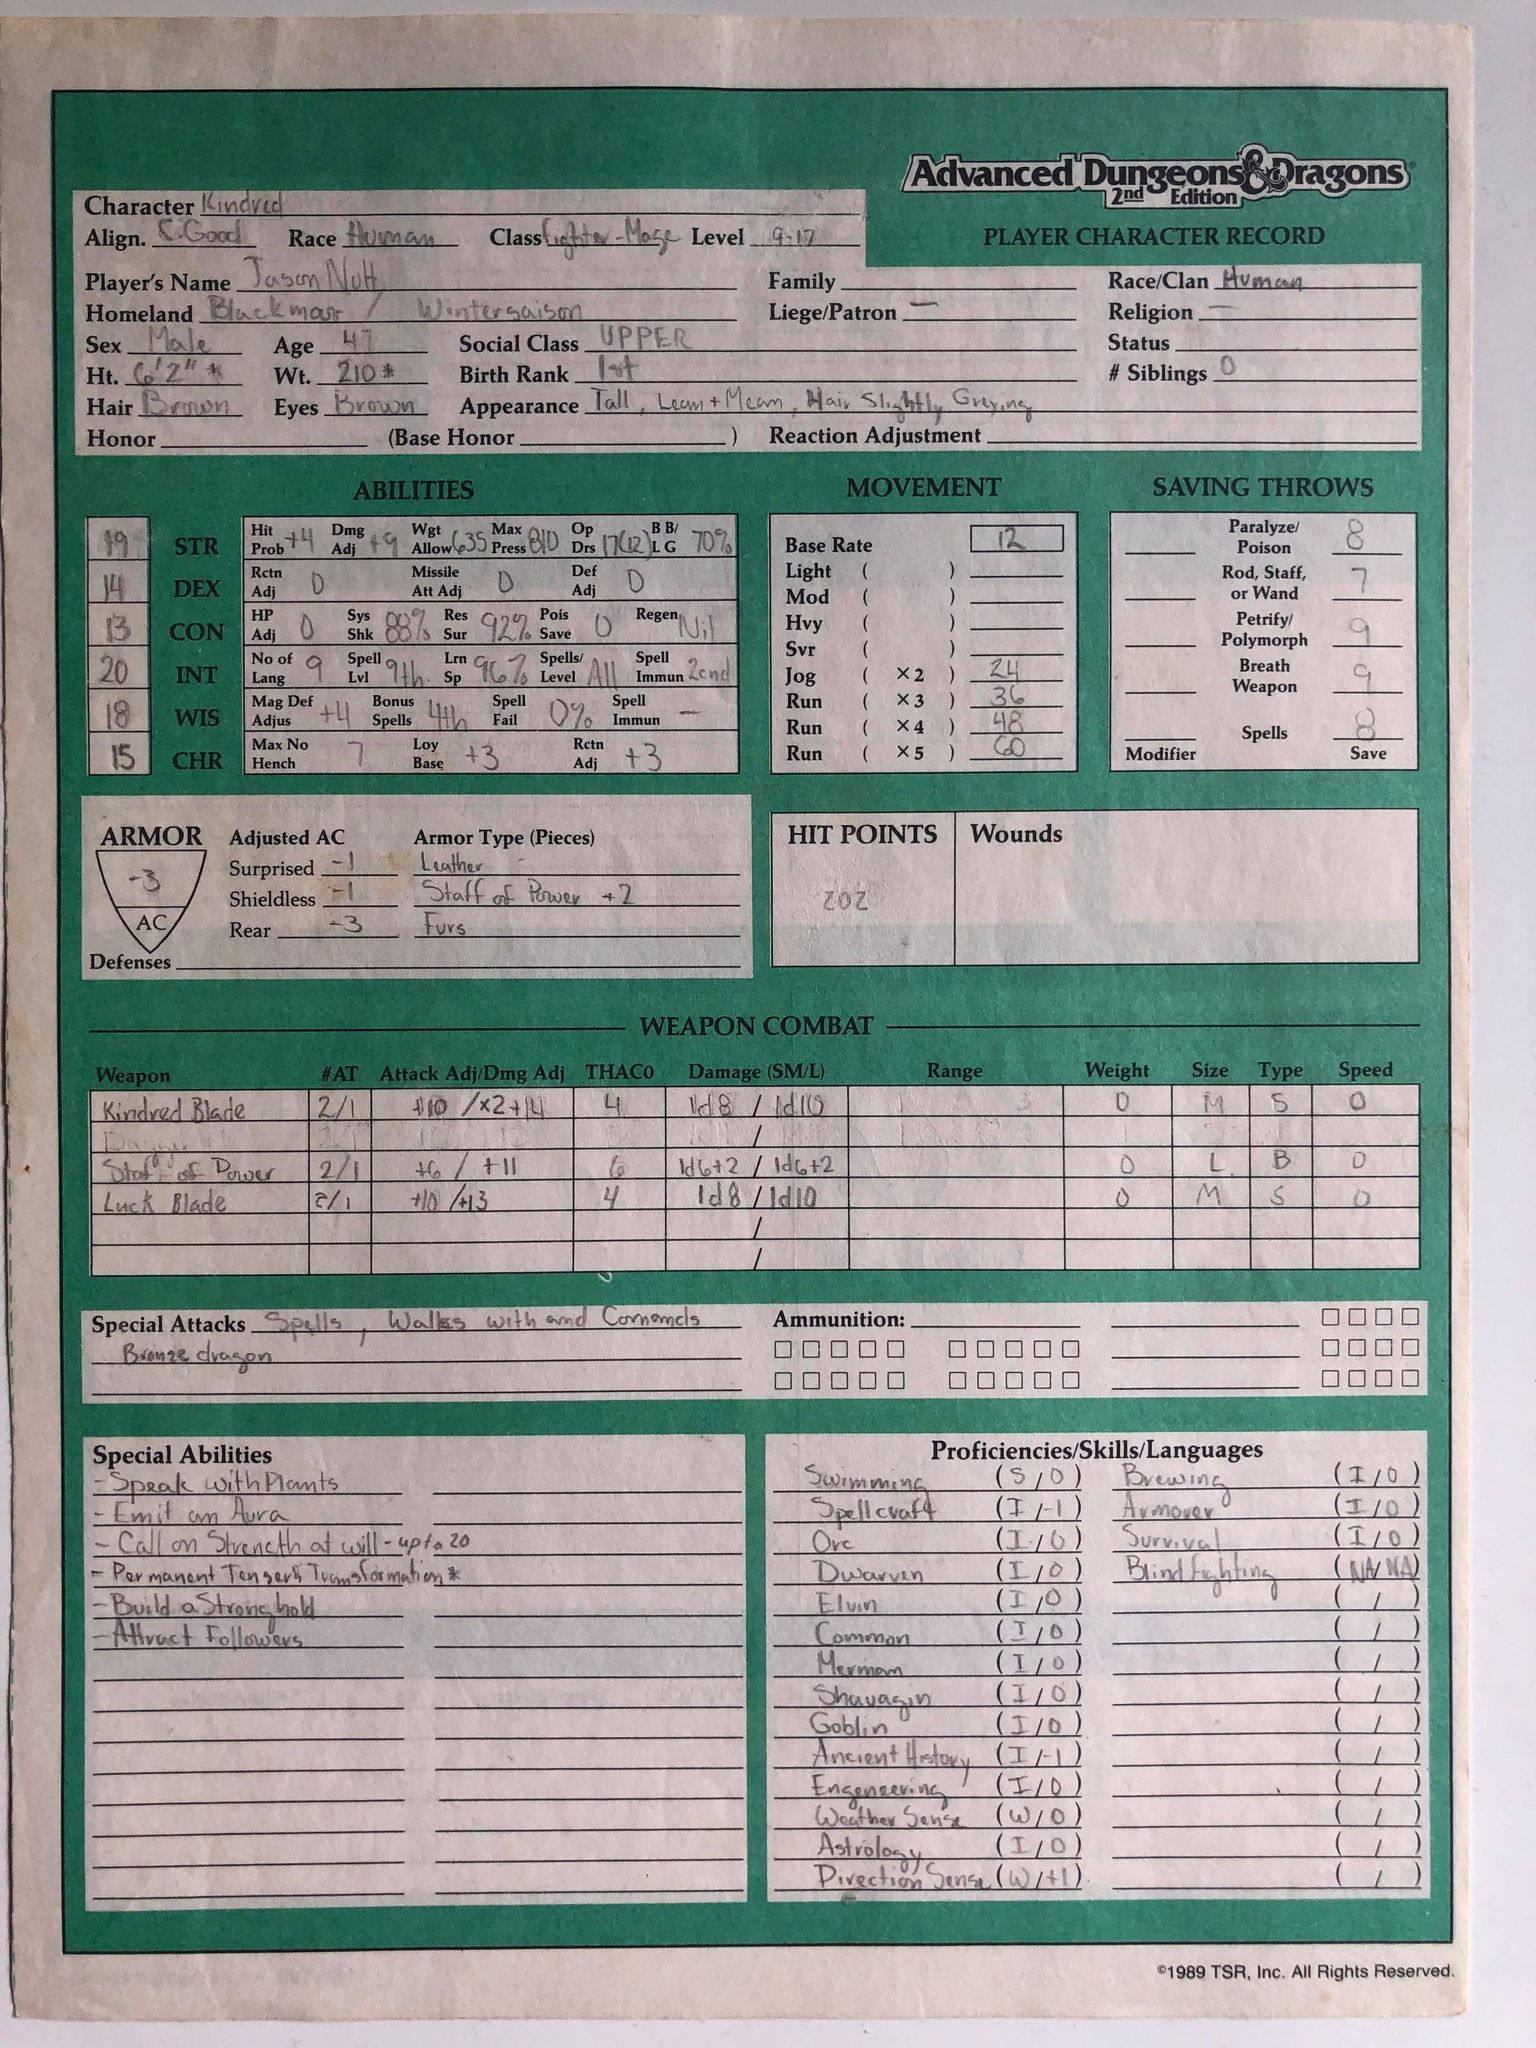 Advanced Dungeons & Dragons®
2nd Edition
PLAYER CHARACTER RECORD
Character Kindred
Align. C. Good Race Human Class Fighter-Mage Level 9-17
Player's Name Jason Nutt Family Race/Clan Human
Homeland Blackmoor / Wintersaison Liege/Patron — Religion —
Sex Male Age 47 Social Class UPPER Status
Ht. 6'2" * Wt. 210 * Birth Rank 1st # Siblings 0
Hair Brown Eyes Brown Appearance Tall, Lean + Mean, Hair Slightly Greying
Honor (Base Honor ) Reaction Adjustment
ABILITIES
19 STR Hit Prob +4 Dmg Adj +9 Wgt Allow 635 Max Press 810 Op Drs 17(12) B B/ L G 70%
14 DEX Rctn Adj 0 Missile Att Adj 0 Def Adj 0
13 CON HP Adj 0 Sys Shk 88% Res Sur 92% Pois Save 0 Regen Nil
20 INT No of Lang 9 Spell Lvl 9th Lrn Sp 96% Spells/ Level All Spell Immun 2cnd
18 WIS Mag Def Adjus +4 Bonus Spells 4th Spell Fail 0% Spell Immun —
15 CHR Max No Hench 7 Loy Base +3 Rctn Adj +3
MOVEMENT
Base Rate 12
Light ( )
Mod ( )
Hvy ( )
Svr ( )
Jog ( ×2 ) 24
Run ( ×3 ) 36
Run ( ×4 ) 48
Run ( ×5 ) 60
SAVING THROWS
Paralyze/ Poison 8
Rod, Staff, or Wand 7
Petrify/ Polymorph 9
Breath Weapon 9
Spells 8
Modifier Save
ARMOR Adjusted AC Armor Type (Pieces)
-3 Surprised -1 Leather
AC Shieldless -1 Staff of Power +2
Rear -3 Furs
Defenses
HIT POINTS Wounds
202
WEAPON COMBAT
Weapon #AT Attack Adj/Dmg Adj THAC0 Damage (SM/L) Range Weight Size Type Speed
Kindred Blade 2/1 +10 / ×2+14 4 1d8 / 1d10 0 M S 0
Dagger /
Staff of Power 2/1 +6 / +11 6 1d6+2 / 1d6+2 0 L B 0
Luck Blade 2/1 +10 / +13 4 1d8 / 1d10 0 M S 0
/
/
Special Attacks Spells, Walks with and Comands
Bronze dragon
Ammunition:
Special Abilities
- Speak with Plants
- Emit an Aura
- Call on Strength at will - up to 20
- Permanent Tenser's Transformation *
- Build a Stronghold
- Attract Followers
Proficiencies/Skills/Languages
Swimming (S/0) Brewing (I/0)
Spellcraft (I/-1) Armorer (I/0)
Orc (I/0) Survival (I/0)
Dwarven (I/0) Blindfighting (NA/NA)
Elvin (I/0) ( / )
Common (I/0) ( / )
Merman (I/0) ( / )
Shauagin (I/0) ( / )
Goblin (I/0) ( / )
Ancient History (I/-1) ( / )
Engeneering (I/0) ( / )
Weather Sense (W/0) ( / )
Astrology (I/0) ( / )
Direction Sense (W/+1) ( / )
©1989 TSR, Inc. All Rights Reserved.